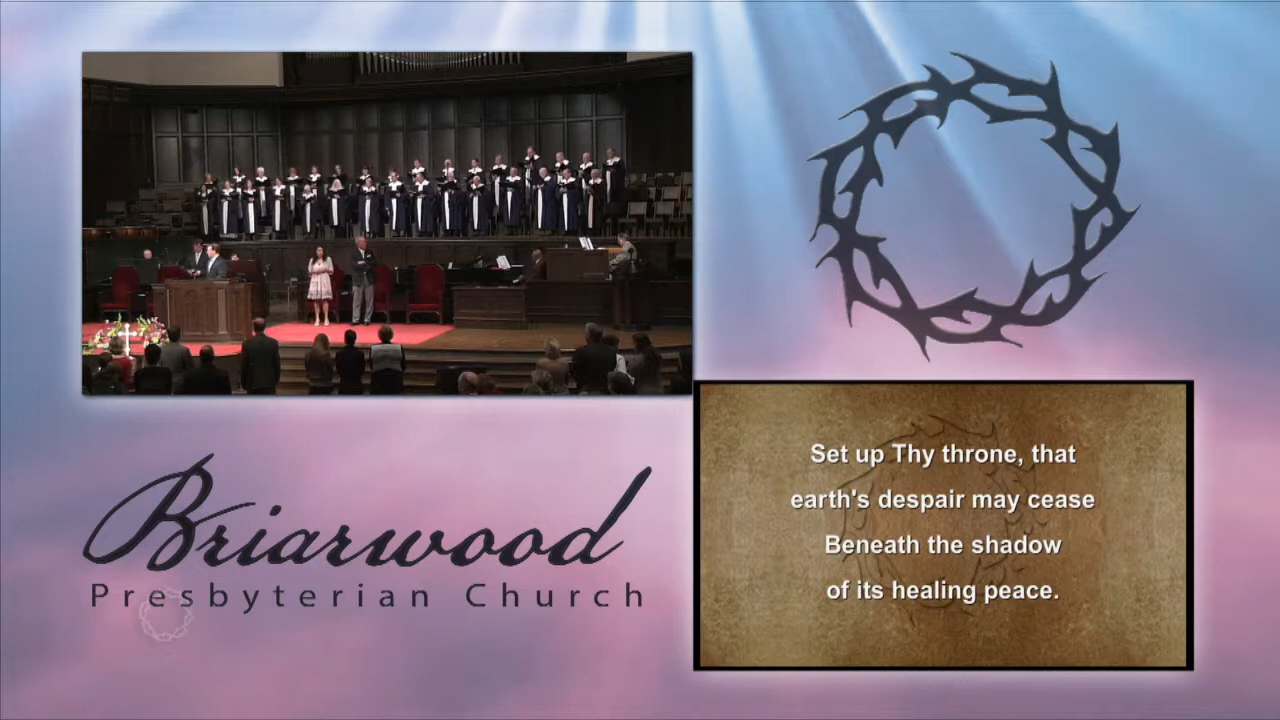 Briarwood
Presbyterian Church
Set up Thy throne, that
earth's despair may cease
Beneath the shadow
of its healing peace.